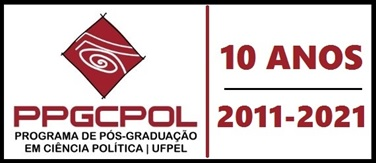 PPGCPOL
PROGRAMA DE PÓS-GRADUAÇÃO
EM CIÊNCIA POLÍTICA | UFPEL
10 ANOS
2011-2021